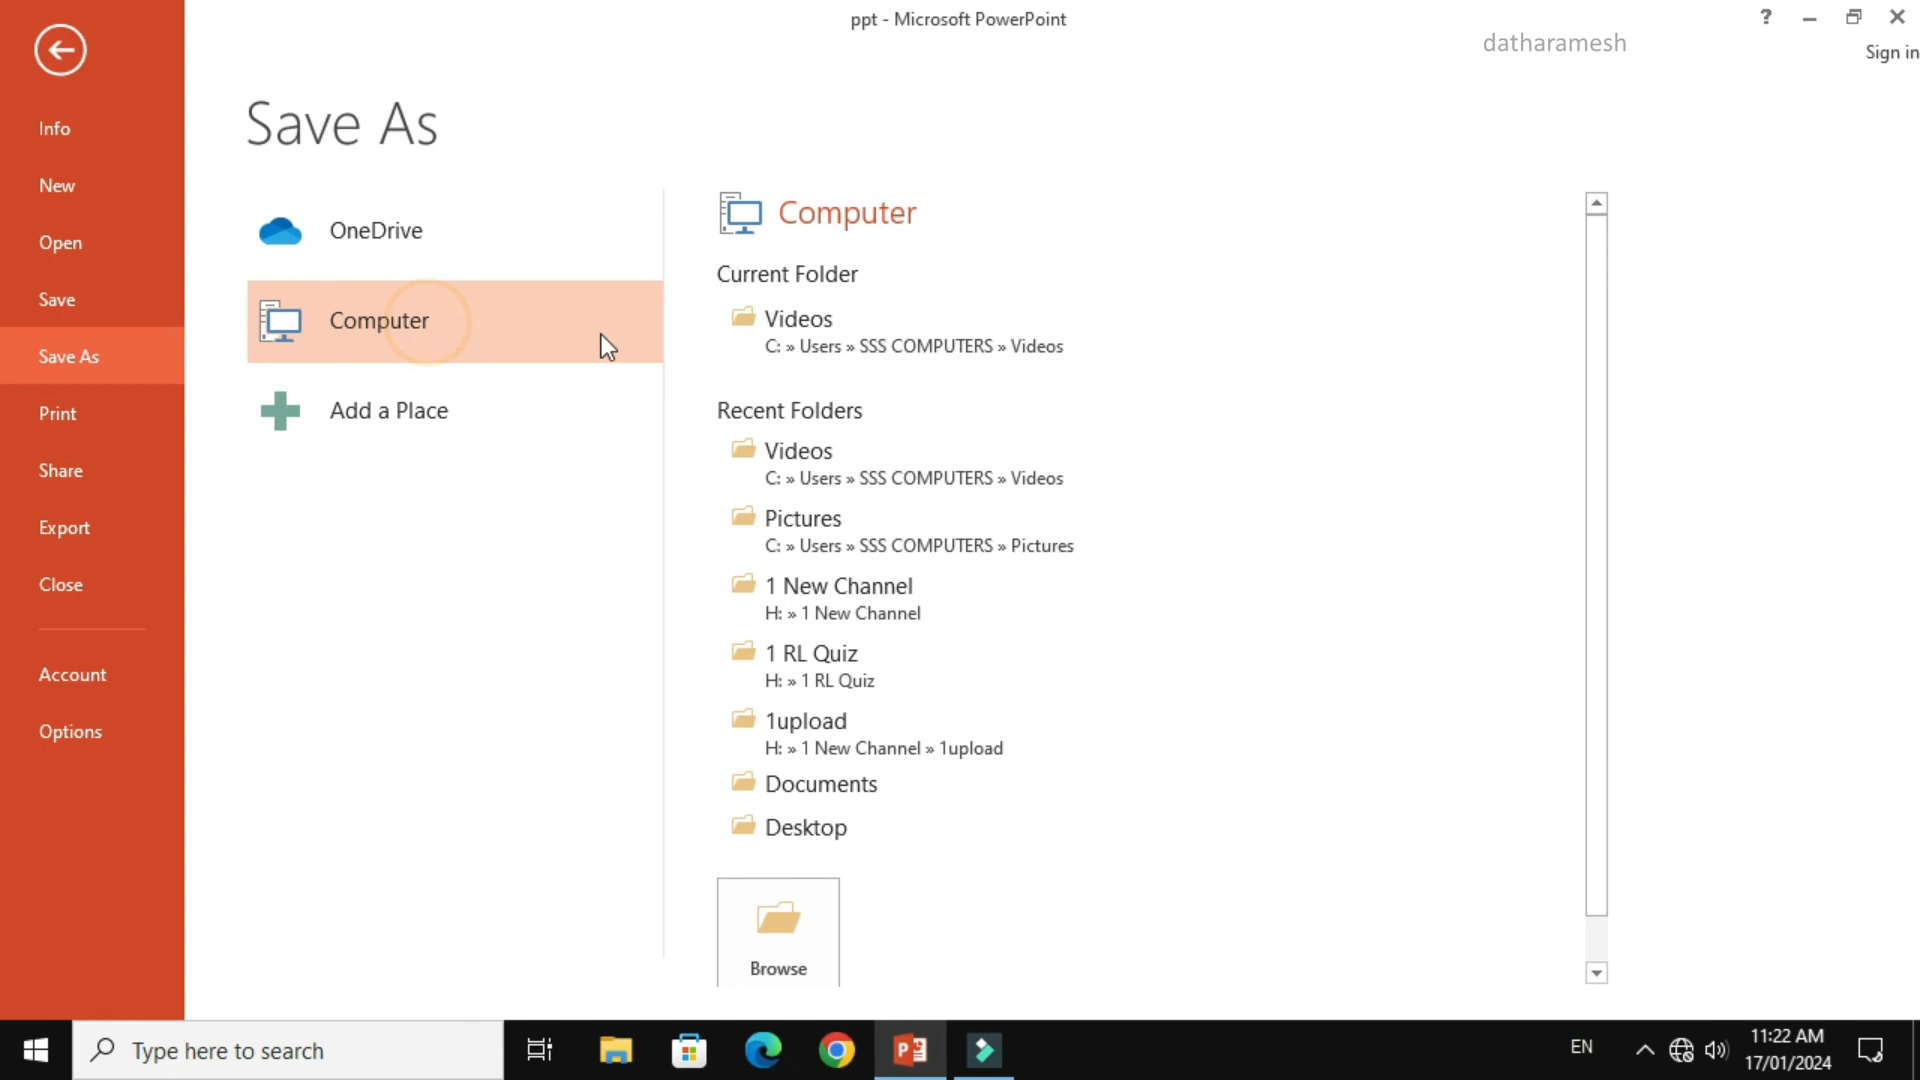 ppt - Microsoft PowerPoint
datharamesh
Sign in
Info
New
Open
Save
Save As
Print
Share
Export
Close
Account
Options
Save As
OneDrive
Computer
Add a Place
Computer
Current Folder
Videos
C: » Users » SSS COMPUTERS » Videos
Recent Folders
Videos
C: » Users » SSS COMPUTERS » Videos
Pictures
C: » Users » SSS COMPUTERS » Pictures
1 New Channel
H: » 1 New Channel
1 RL Quiz
H: » 1 RL Quiz
1upload
H: » 1 New Channel » 1upload
Documents
Desktop
Browse
Type here to search
EN
11:22 AM
17/01/2024